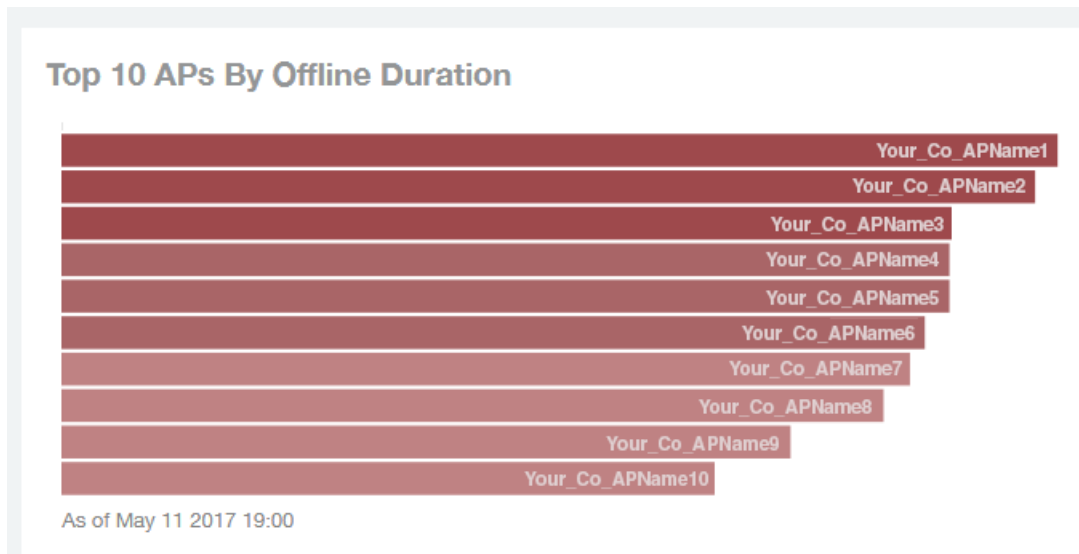 Top 10 APs By Offline Duration
Your_Co_APName1
Your_Co_APName2
Your_Co_APName3
Your_Co_APName4
Your_Co_APName5
Your_Co_APName6
Your_Co_APName7
Your_Co_APName8
Your_Co_APName9
Your_Co_APName10
As of May 11 2017 19:00